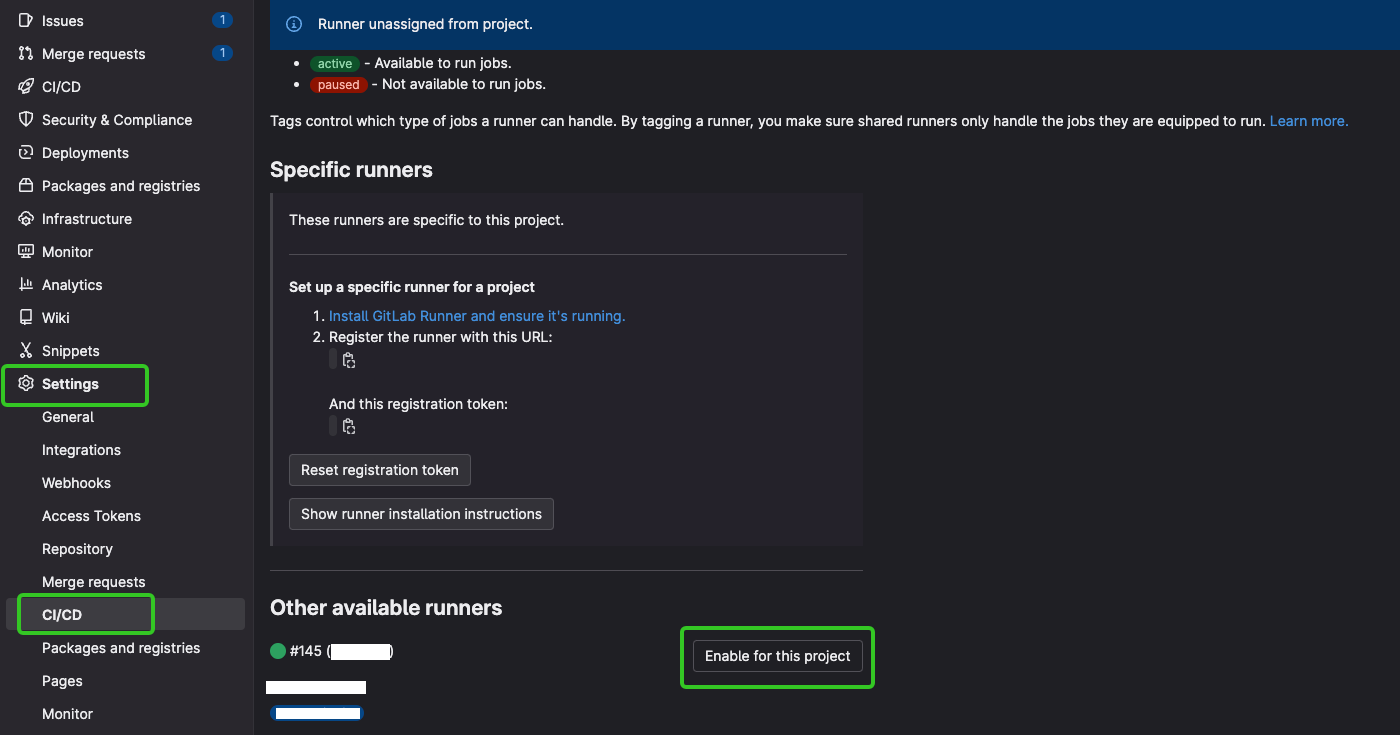 Issues 1
Merge requests 1
CI/CD
Security & Compliance
Deployments
Packages and registries
Infrastructure
Monitor
Analytics
Wiki
Snippets
Settings
General
Integrations
Webhooks
Access Tokens
Repository
Merge requests
CI/CD
Packages and registries
Pages
Monitor
Runner unassigned from project.
active - Available to run jobs.
paused - Not available to run jobs.
Tags control which type of jobs a runner can handle. By tagging a runner, you make sure shared runners only handle the jobs they are equipped to run. Learn more.
Specific runners
These runners are specific to this project.
Set up a specific runner for a project
1. Install GitLab Runner and ensure it's running.
2. Register the runner with this URL:
And this registration token:
Reset registration token
Show runner installation instructions
Other available runners
#145 ( )
Enable for this project